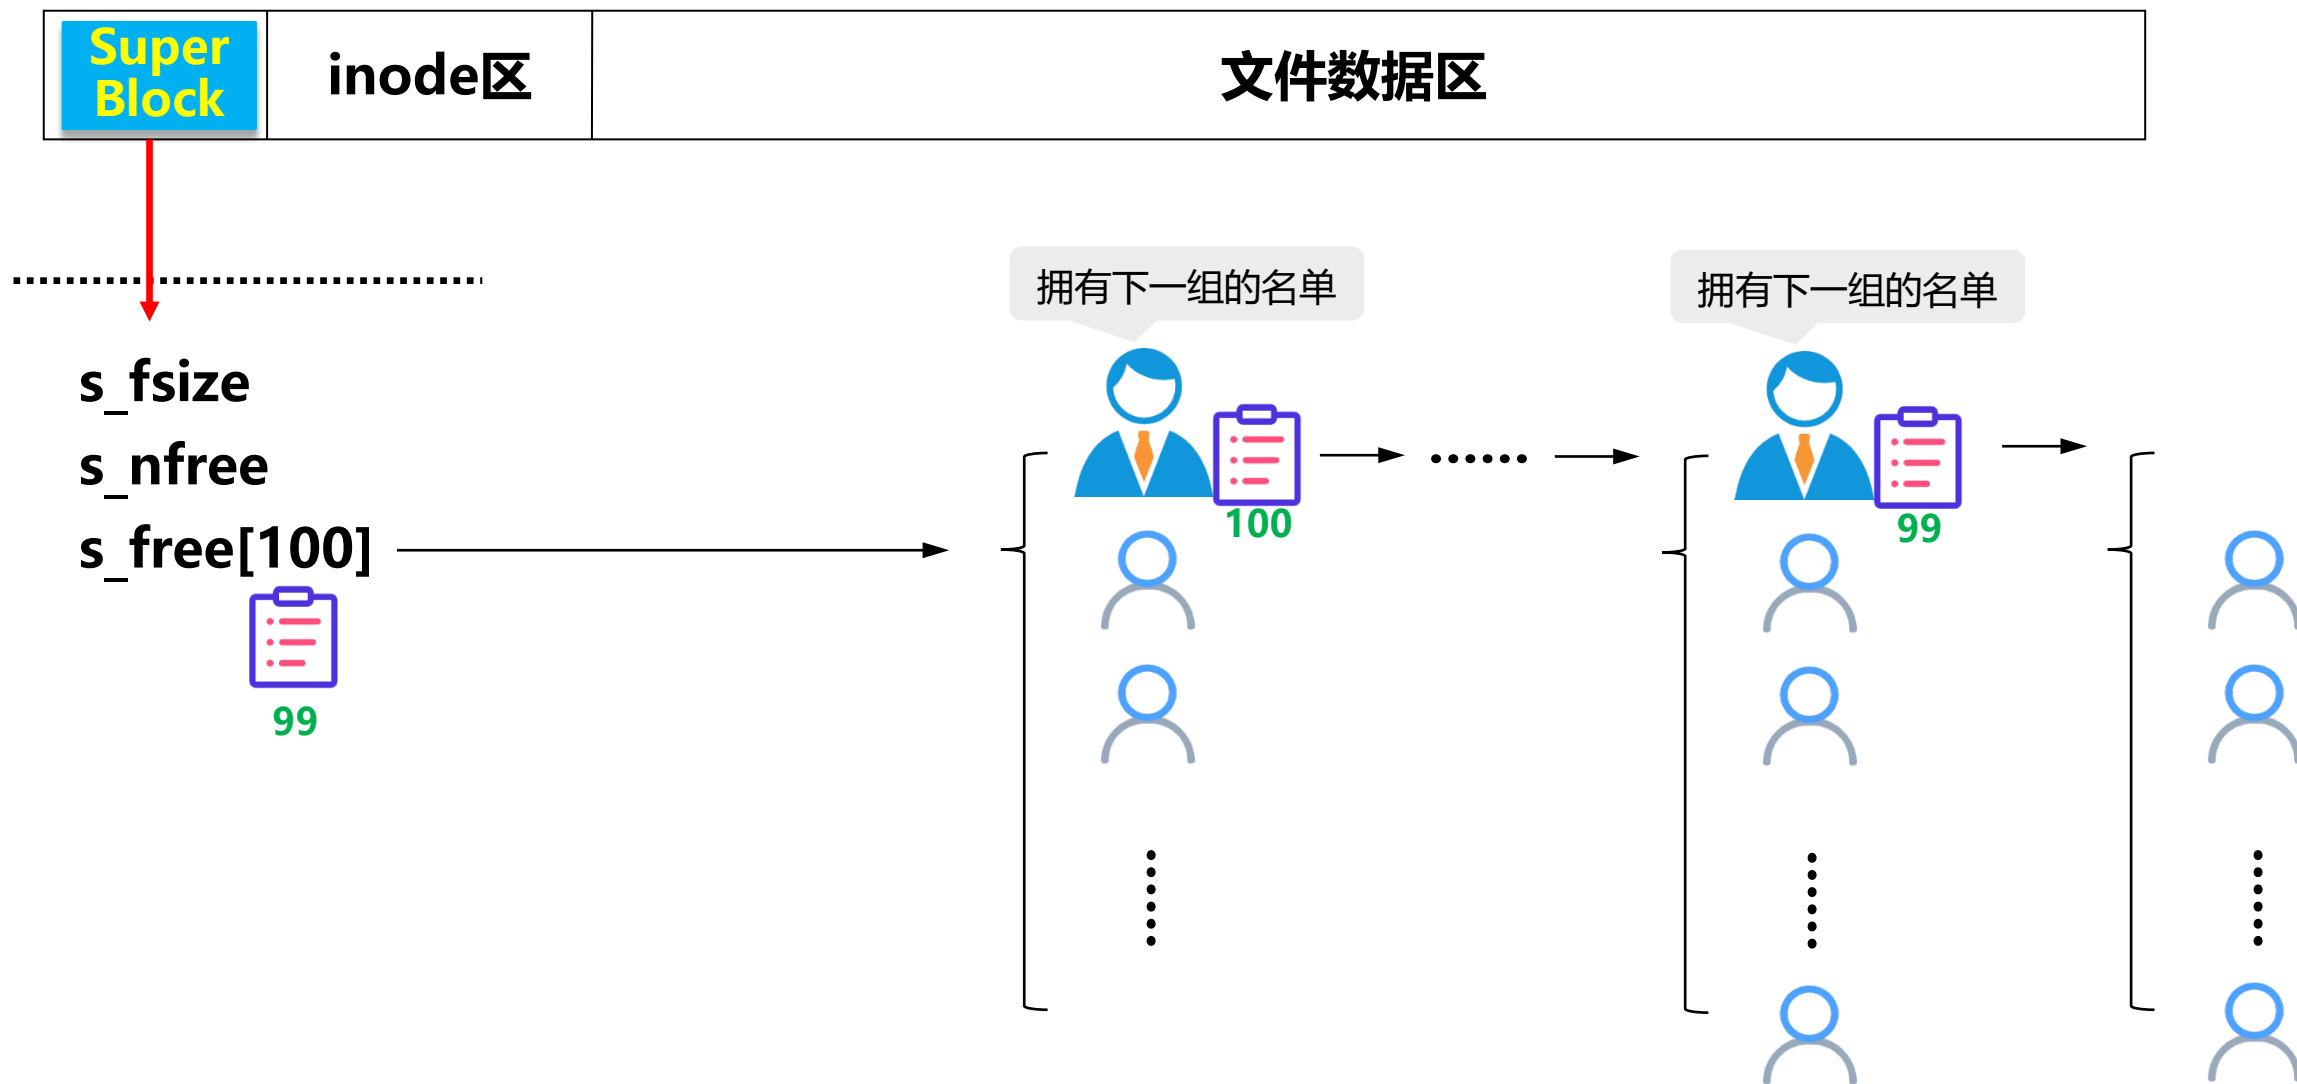 Super
Block
inode区
文件数据区
拥有下一组的名单
拥有下一组的名单
s_fsize
s_nfree
s_free[100]
100
99
99